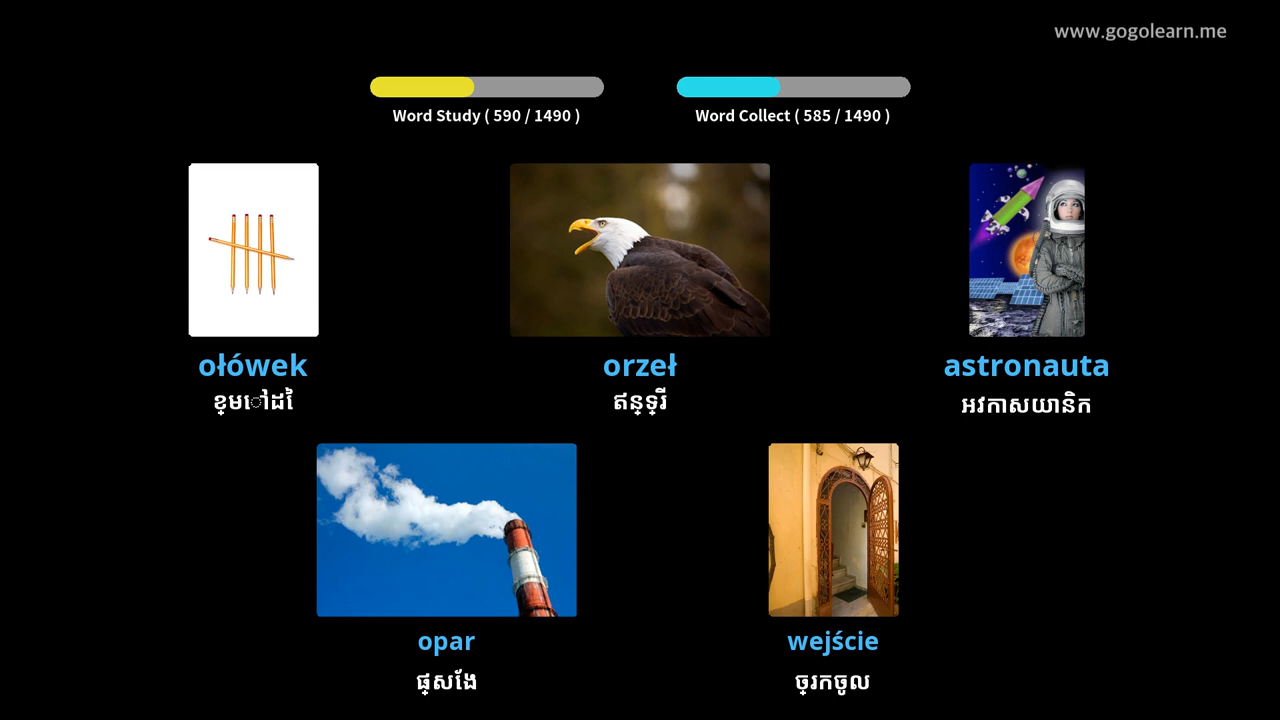 www.gogolearn.me
Word Study ( 590 / 1490 )
Word Collect ( 585 / 1490 )
ołówek
ខ្មៅដៃ
orzeł
ឥន្ទ្រី
astronauta
អវកាសយានិក
opar
ផ្សែង
wejście
ច្រកចូល